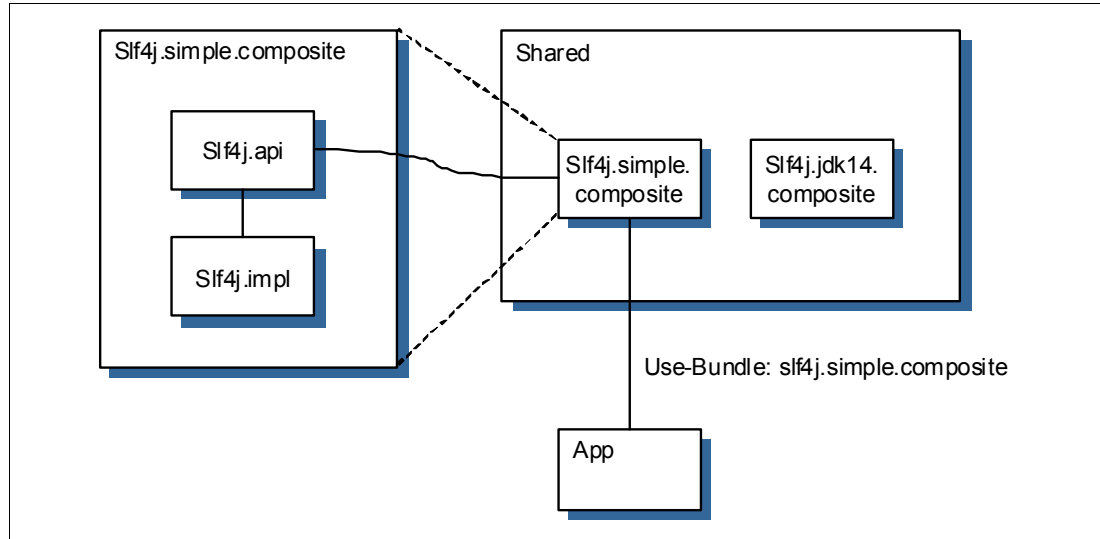 Slf4j.simple.composite
Slf4j.api
Slf4j.impl
Shared
Slf4j.simple.
composite
Slf4j.jdk14.
composite
Use-Bundle: slf4j.simple.composite
App